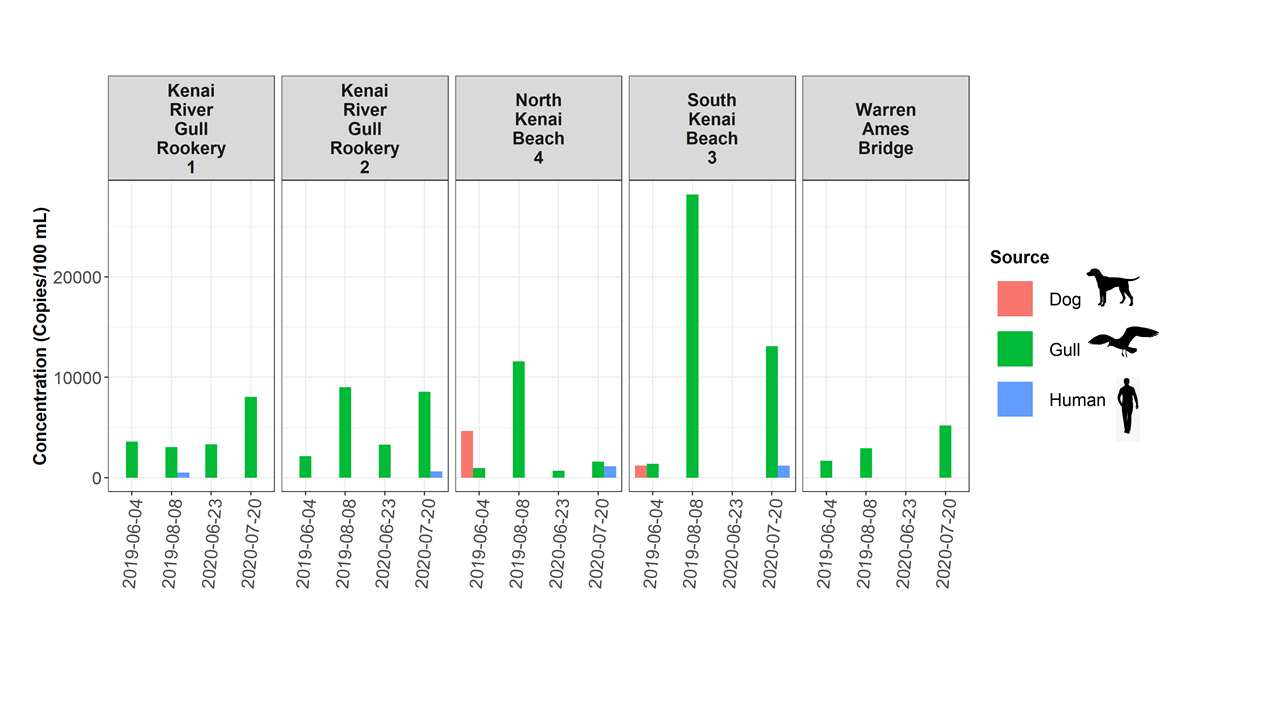 Kenai
River
Gull
Rookery
1
Kenai
River
Gull
Rookery
2
North
Kenai
Beach
4
South
Kenai
Beach
3
Warren
Ames
Bridge
Concentration (Copies/100 mL)
20000
10000
0
2019-06-04
2019-08-08
2020-06-23
2020-07-20
2019-06-04
2019-08-08
2020-06-23
2020-07-20
2019-06-04
2019-08-08
2020-06-23
2020-07-20
2019-06-04
2019-08-08
2020-06-23
2020-07-20
2019-06-04
2019-08-08
2020-06-23
2020-07-20
Source
Dog
Gull
Human